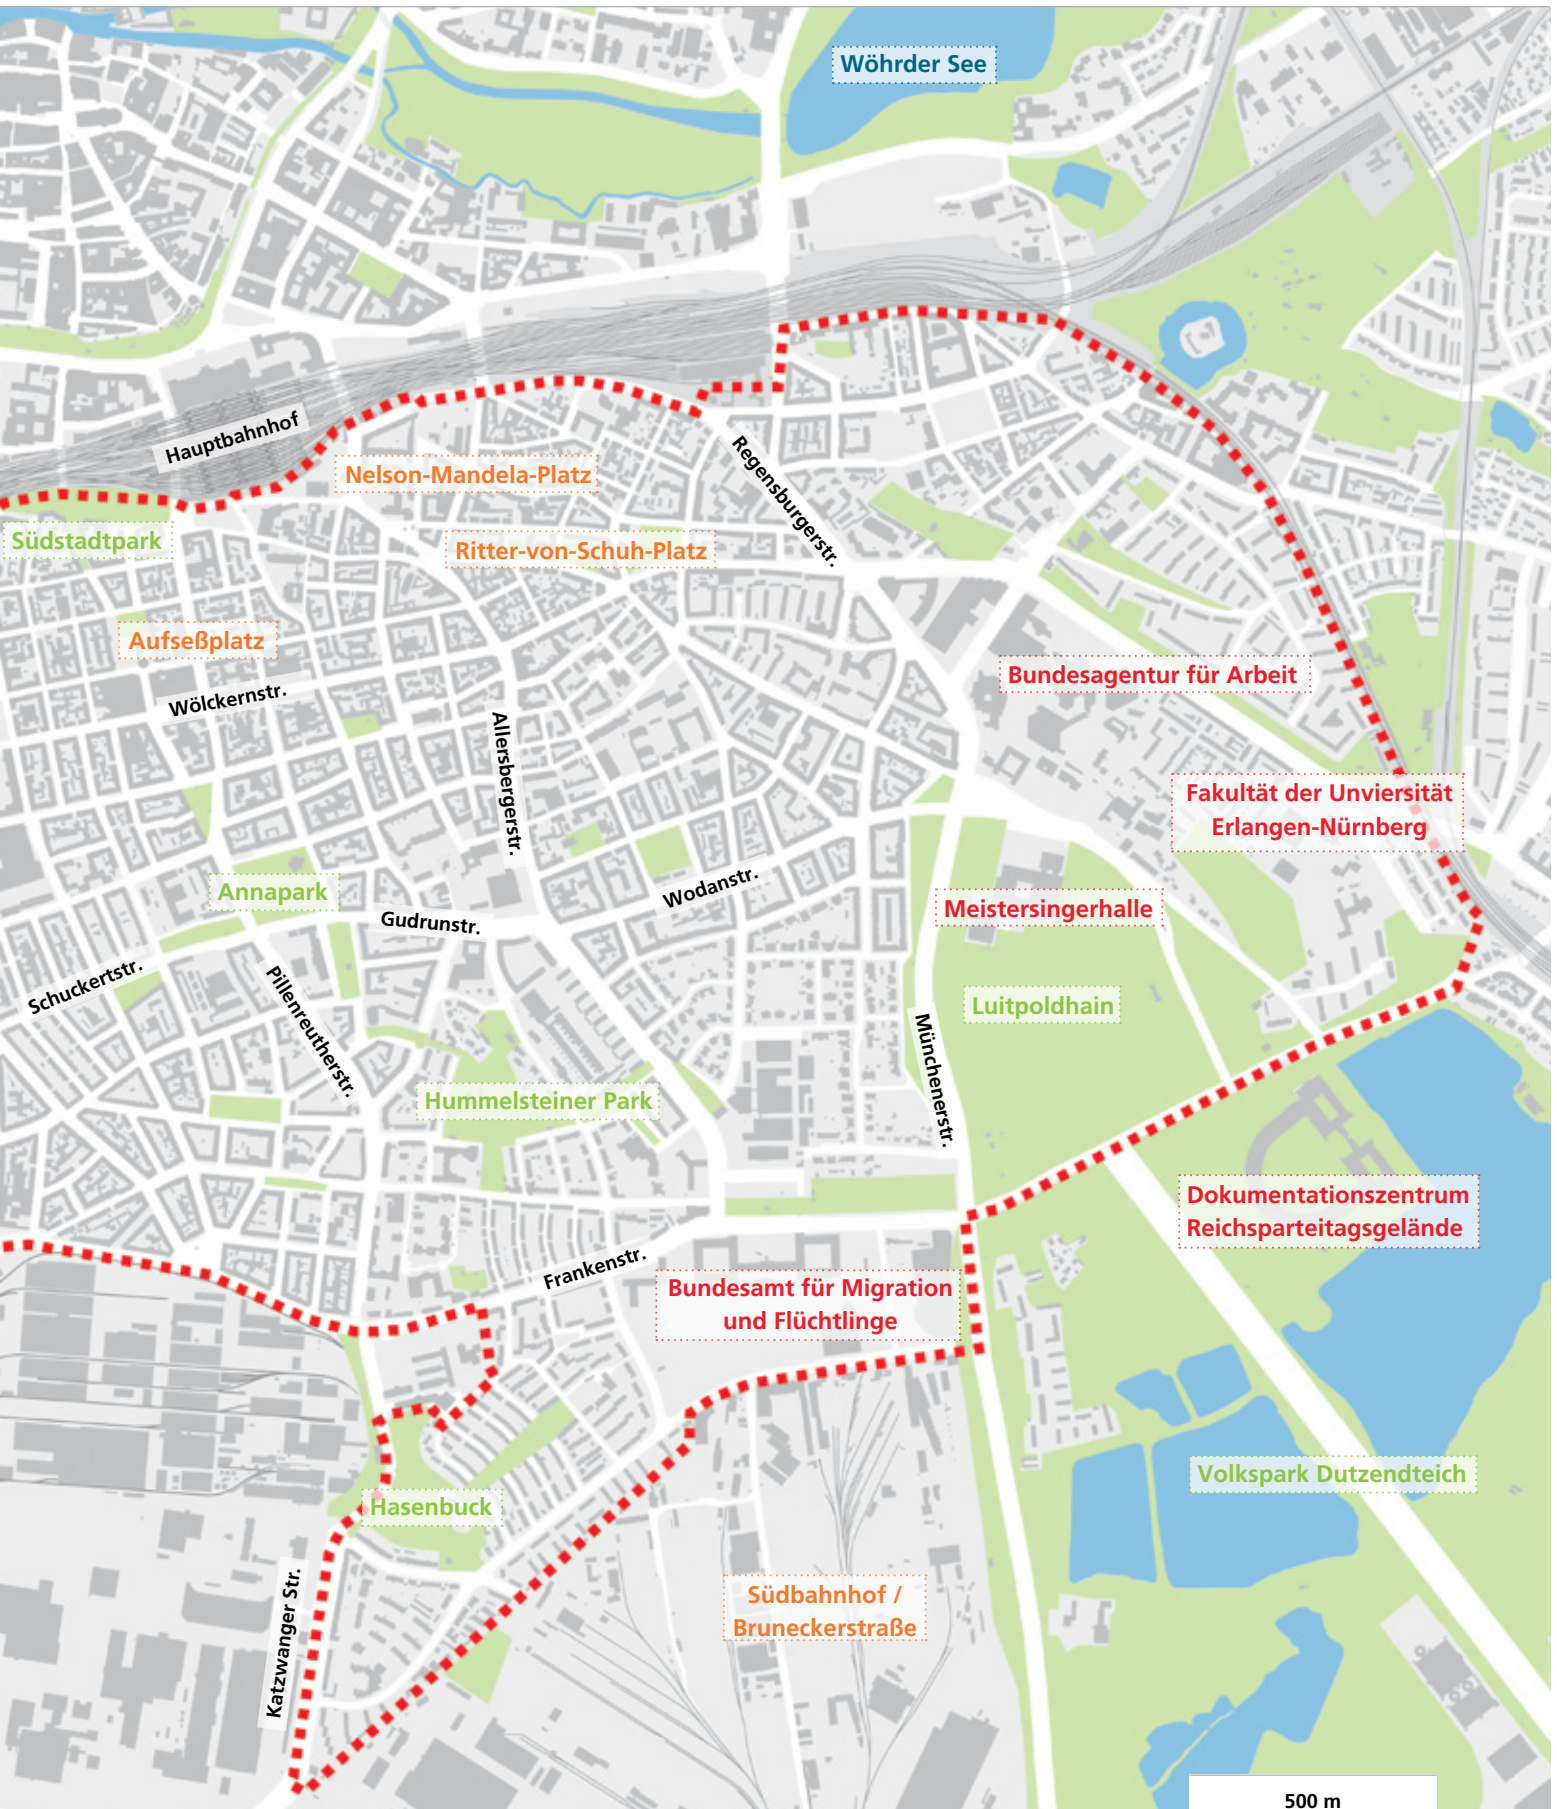 Wöhrder See
Hauptbahnhof
Nelson-Mandela-Platz
Regensburgerstr.
Südstadtpark
Ritter-von-Schuh-Platz
Aufseßplatz
Bundesagentur für Arbeit
Wölckernstr.
Allersbergerstr.
Fakultät der Unviersität
Erlangen-Nürnberg
Annapark
Wodanstr.
Gudrunstr.
Meistersingerhalle
Schuckertstr.
Pillenreutherstr.
Luitpoldhain
Münchenerstr.
Hummelsteiner Park
Dokumentationszentrum
Reichsparteitagsgelände
Frankenstr.
Bundesamt für Migration
und Flüchtlinge
Volkspark Dutzendteich
Hasenbuck
Katzwanger Str.
Südbahnhof /
Bruneckerstraße
500 m